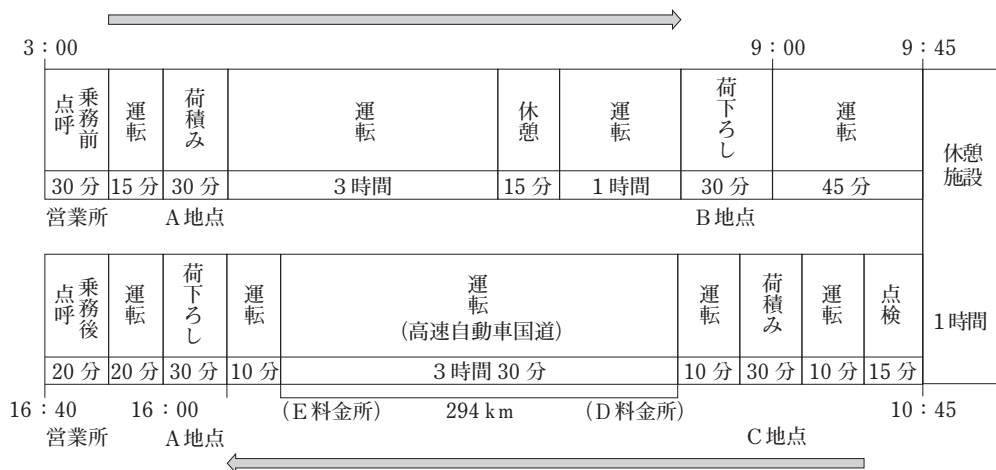 3：00 9：00 9：45
乗務前点呼 運転 荷積み 運転 休憩 運転 荷下ろし 運転 休憩施設
30分 15分 30分 3時間 15分 1時間 30分 45分
営業所 A地点 B地点
乗務後点呼 運転 荷下ろし 運転 運転(高速自動車国道) 運転 荷積み 運転 点検 1時間
20分 20分 30分 10分 3時間30分 10分 30分 10分 15分
16：40 16：00 (E料金所) 294 km (D料金所) 10：45
営業所 A地点 C地点